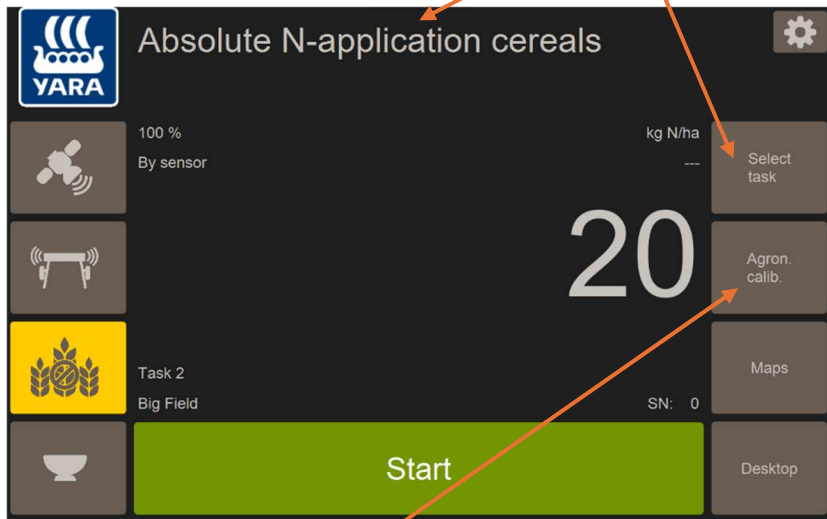 YARA
Absolute N-application cereals
100 %
kg N/ha
By sensor
---
Select
task
20
Agron.
calib.
Task 2
Maps
Big Field
SN: 0
Start
Desktop